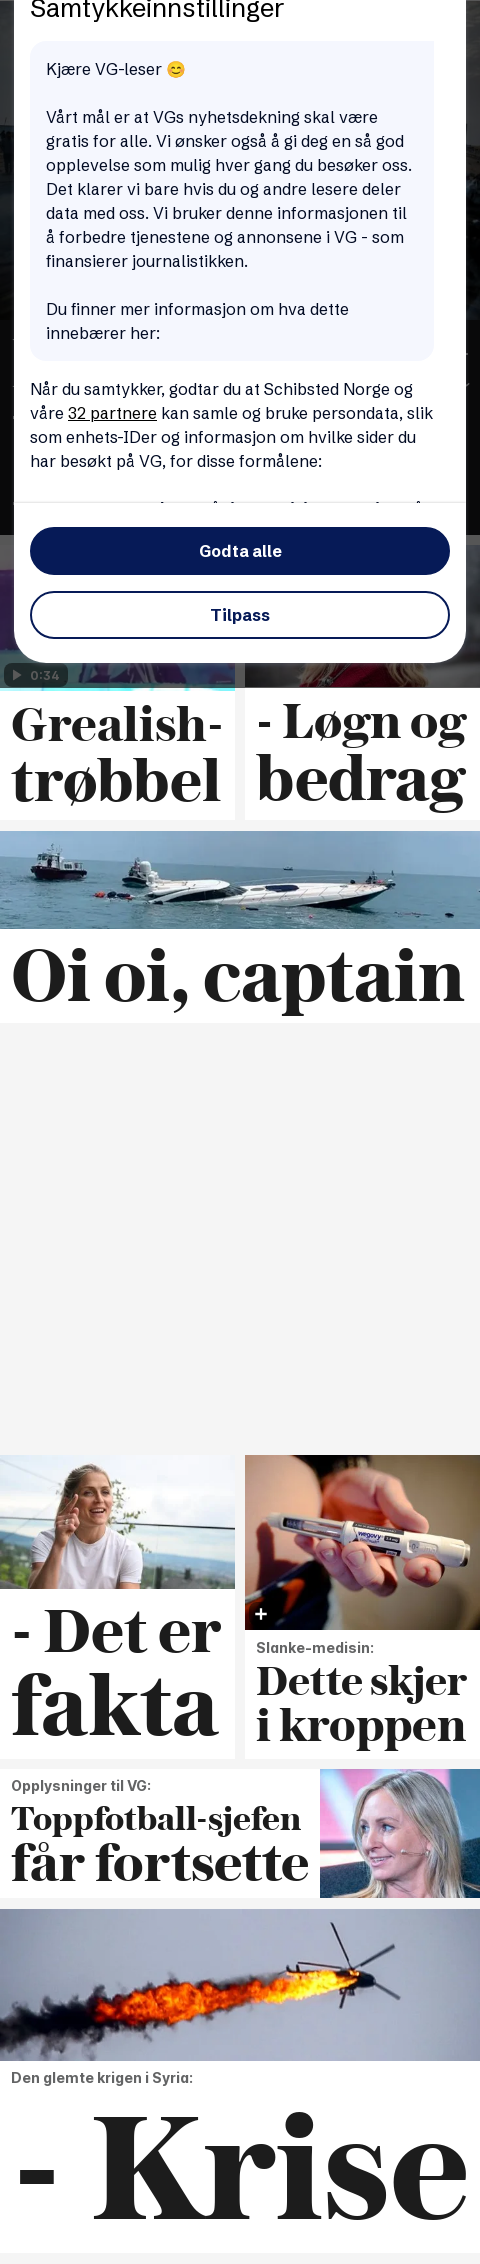 Samtykkeinnstillinger
Kjære VG-leser 😊
Vårt mål er at VGs nyhetsdekning skal være
gratis for alle. Vi ønsker også å gi deg en så god
opplevelse som mulig hver gang du besøker oss.
Det klarer vi bare hvis du og andre lesere deler
data med oss. Vi bruker denne informasjonen til
å forbedre tjenestene og annonsene i VG - som
finansierer journalistikken.
Du finner mer informasjon om hva dette
innebærer her:
Når du samtykker, godtar du at Schibsted Norge og
våre 32 partnere kan samle og bruke persondata, slik
som enhets-IDer og informasjon om hvilke sider du
har besøkt på VG, for disse formålene:
Godta alle
Tilpass
0:34
Grealish-
trøbbel
- Løgn og
bedrag
Oi oi, captain
- Det er
fakta
wegovy
Slanke-medisin:
Dette skjer
i kroppen
Opplysninger til VG:
Toppfotball-sjefen
får fortsette
Den glemte krigen i Syria:
- Krise